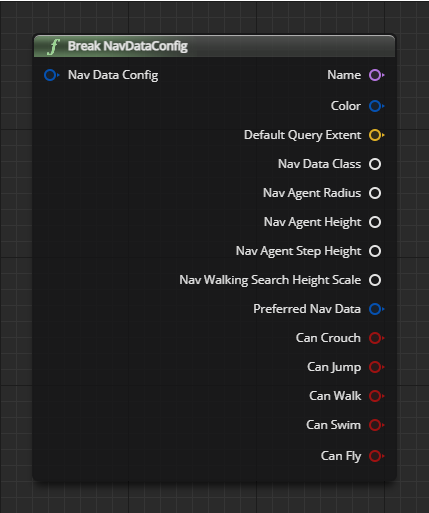 f Break NavDataConfig
Nav Data Config Name
Color
Default Query Extent
Nav Data Class
Nav Agent Radius
Nav Agent Height
Nav Agent Step Height
Nav Walking Search Height Scale
Preferred Nav Data
Can Crouch
Can Jump
Can Walk
Can Swim
Can Fly